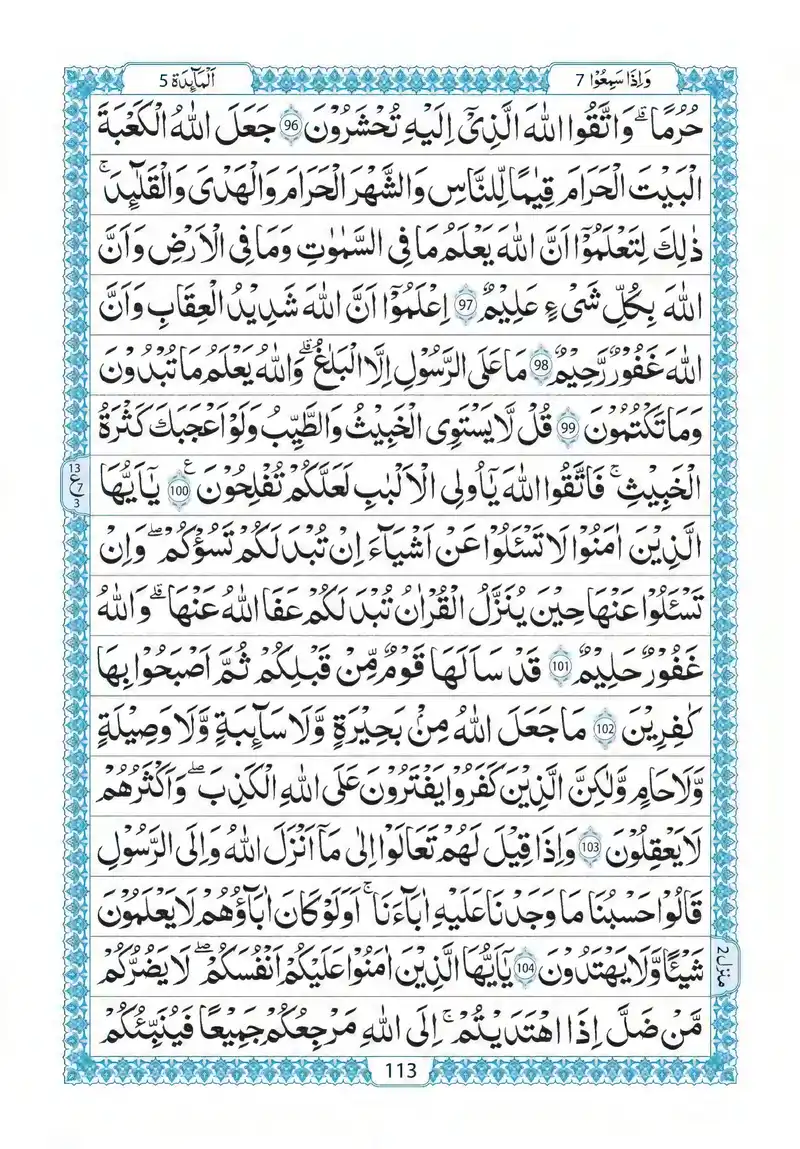 وَاِذَا سَمِعُوْا 7
اَلْمَآئِدَة 5
حُرُمًا ؕ وَاتَّقُوا اللّٰهَ الَّذِیْۤ اِلَیْهِ تُحْشَرُوْنَ 96 جَعَلَ اللّٰهُ الْكَعْبَةَ
الْبَیْتَ الْحَرَامَ قِیٰمًا لِّلنَّاسِ وَالشَّهْرَ الْحَرَامَ وَالْهَدْیَ وَالْقَلَآئِدَ ؕ
ذٰلِكَ لِتَعْلَمُوْۤا اَنَّ اللّٰهَ یَعْلَمُ مَا فِی السَّمٰوٰتِ وَمَا فِی الْاَرْضِ وَاَنَّ
اللّٰهَ بِكُلِّ شَیْءٍ عَلِیْمٌ 97 اِعْلَمُوْۤا اَنَّ اللّٰهَ شَدِیْدُ الْعِقَابِ وَاَنَّ
اللّٰهَ غَفُوْرٌ رَّحِیْمٌ 98 مَا عَلَی الرَّسُوْلِ اِلَّا الْبَلٰغُ ؕ وَاللّٰهُ یَعْلَمُ مَا تُبْدُوْنَ
وَمَا تَكْتُمُوْنَ 99 قُلْ لَّا یَسْتَوِی الْخَبِیْثُ وَالطَّیِّبُ وَلَوْ اَعْجَبَكَ كَثْرَةُ
الْخَبِیْثِ ۚ فَاتَّقُوا اللّٰهَ یٰۤاُولِی الْاَلْبٰبِ لَعَلَّكُمْ تُفْلِحُوْنَ 100 ع یٰۤاَیُّهَا
13 ع 7 3
الَّذِیْنَ اٰمَنُوْا لَا تَسْـَٔلُوْا عَنْ اَشْیَآءَ اِنْ تُبْدَ لَكُمْ تَسُؤْكُمْ ۚ وَاِنْ
تَسْـَٔلُوْا عَنْهَا حِیْنَ یُنَزَّلُ الْقُرْاٰنُ تُبْدَ لَكُمْ عَفَا اللّٰهُ عَنْهَا ؕ وَاللّٰهُ
غَفُوْرٌ حَلِیْمٌ 101 قَدْ سَاَلَهَا قَوْمٌ مِّنْ قَبْلِكُمْ ثُمَّ اَصْبَحُوْا بِهَا
كٰفِرِیْنَ 102 مَا جَعَلَ اللّٰهُ مِنْۢ بَحِیْرَةٍ وَّلَا سَآئِبَةٍ وَّلَا وَصِیْلَةٍ
وَّلَا حَامٍ وَّلٰكِنَّ الَّذِیْنَ كَفَرُوْا یَفْتَرُوْنَ عَلَی اللّٰهِ الْكَذِبَ ؕ وَاَكْثَرُهُمْ
لَا یَعْقِلُوْنَ 103 وَاِذَا قِیْلَ لَهُمْ تَعَالَوْا اِلٰی مَاۤ اَنْزَلَ اللّٰهُ وَاِلَی الرَّسُوْلِ
قَالُوْا حَسْبُنَا مَا وَجَدْنَا عَلَیْهِ اٰبَآءَنَا ؕ اَوَلَوْ كَانَ اٰبَآؤُهُمْ لَا یَعْلَمُوْنَ
شَیْـًٔا وَّلَا یَهْتَدُوْنَ 104 یٰۤاَیُّهَا الَّذِیْنَ اٰمَنُوْا عَلَیْكُمْ اَنْفُسَكُمْ ۚ لَا یَضُرُّكُمْ
منزل 2
مَّنْ ضَلَّ اِذَا اهْتَدَیْتُمْ ؕ اِلَی اللّٰهِ مَرْجِعُكُمْ جَمِیْعًا فَیُنَبِّئُكُمْ
113